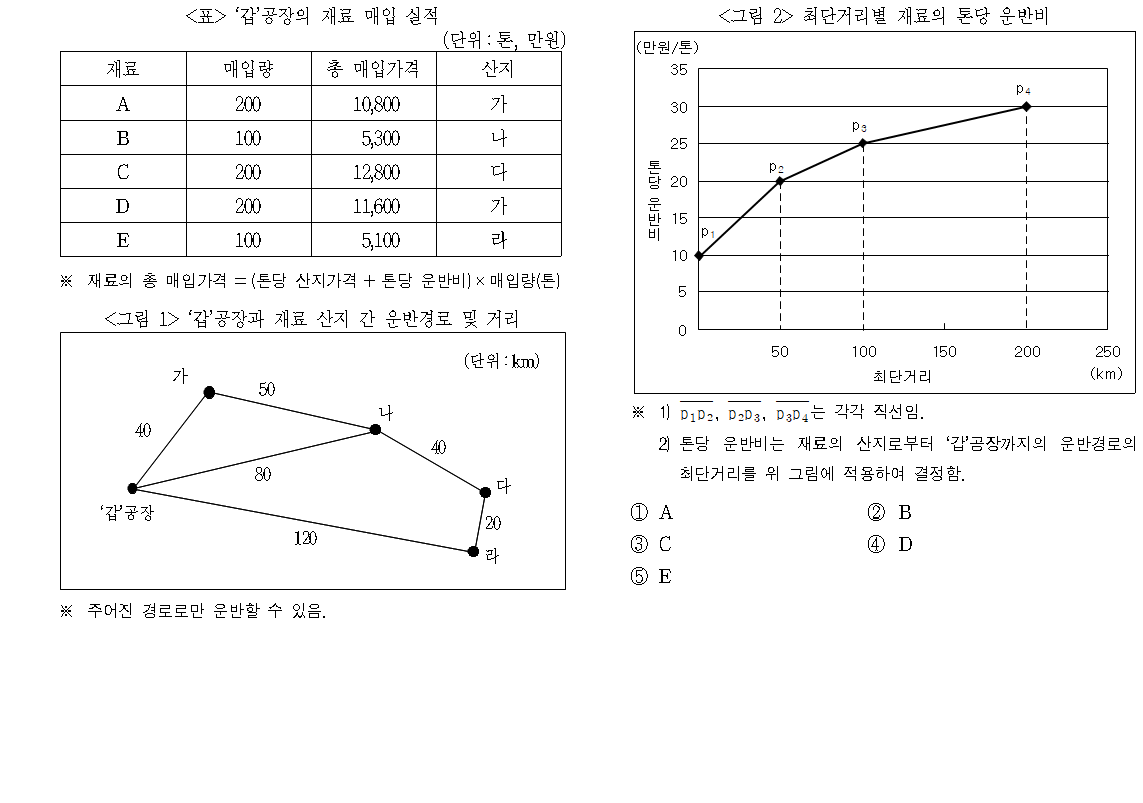 <표> ‘갑’공장의 재료 매입 실적
(단위 : 톤, 만원)
재료 매입량 총 매입가격 산지
A 200 10,800 가
B 100 5,300 나
C 200 12,800 다
D 200 11,600 가
E 100 5,100 라
※ 재료의 총 매입가격 = (톤당 산지가격 + 톤당 운반비) × 매입량(톤)
<그림 1> ‘갑’공장과 재료 산지 간 운반경로 및 거리
(단위 : km)
가
50
나
40
40
80
다
‘갑’공장
20
120
라
※ 주어진 경로로만 운반할 수 있음.
<그림 2> 최단거리별 재료의 톤당 운반비
(만원/톤)
35
30
25
20
15
10
5
0
톤당 운반비
p1
p2
p3
p4
50 100 150 200 250
최단거리
(km)
※ 1) p1p2, p2p3, p3p4는 각각 직선임.
2) 톤당 운반비는 재료의 산지로부터 ‘갑’공장까지의 운반경로의
최단거리를 위 그림에 적용하여 결정함.
① A ② B
③ C ④ D
⑤ E